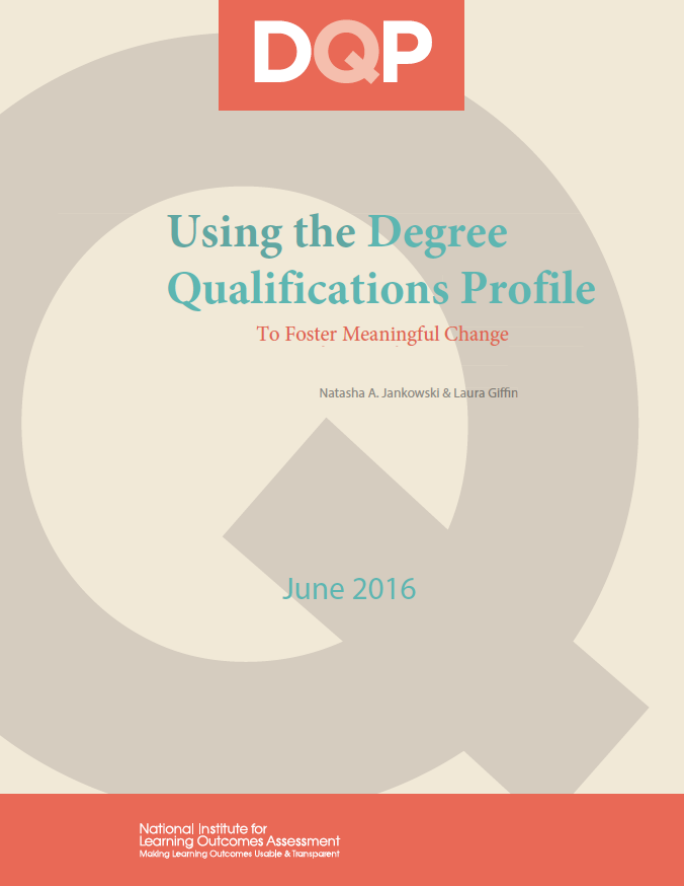 DQP
Using the Degree
Qualifications Profile
To Foster Meaningful Change
Natasha A. Jankowski & Laura Giffin
June 2016
National Institute for
Learning Outcomes Assessment
Making Learning Outcomes Usable & Transparent